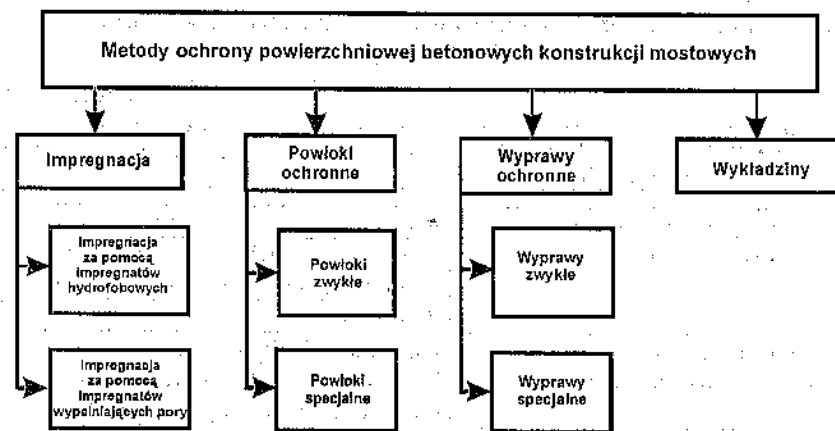 Metody ochrony powierzchniowej betonowych konstrukcji mostowych
Impregnacja
Powłoki
ochronne
Wyprawy
ochronne
Wykładziny
Impregnacja
za pomocą
impregnatów
hydrofobowych
Powłoki
zwykłe
Wyprawy
zwykłe
Impregnacja
za pomocą
impregnatów
wypełniających pory
Powłoki
specjalne
Wyprawy
specjalne